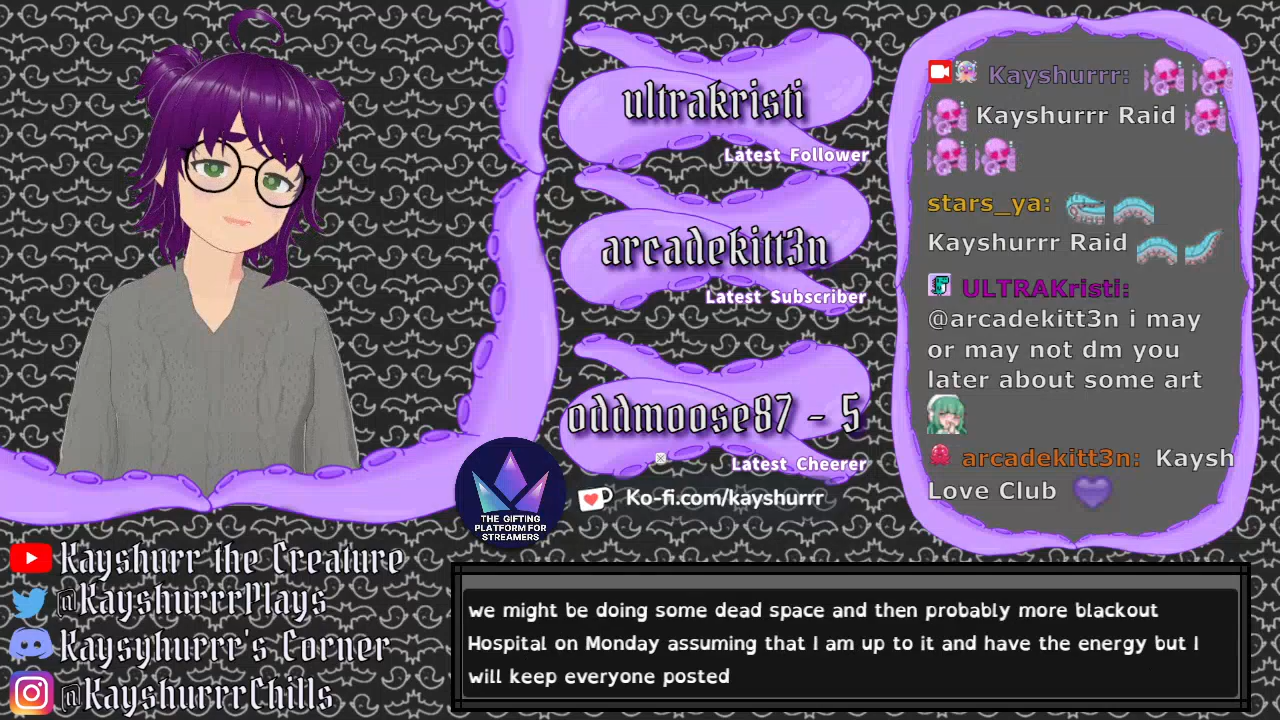 ultrakristi
Latest Follower
arcadekitt3n
Latest Subscriber
oddmoose87 - 5
Latest Cheerer
THE GIFTING
PLATFORM FOR
STREAMERS
Ko-fi.com/kayshurrr
Kayshurrr:
Kayshurrr Raid
stars_ya:
Kayshurrr Raid
ULTRAKristi:
@arcadekitt3n i may
or may not dm you
later about some art
arcadekitt3n: Kaysh
Love Club
Kayshurr the Creature
@KayshurrrPlays
Kaysyhurrr's Corner
@KayshurrrChills
we might be doing some dead space and then probably more blackout
Hospital on Monday assuming that I am up to it and have the energy but I
will keep everyone posted